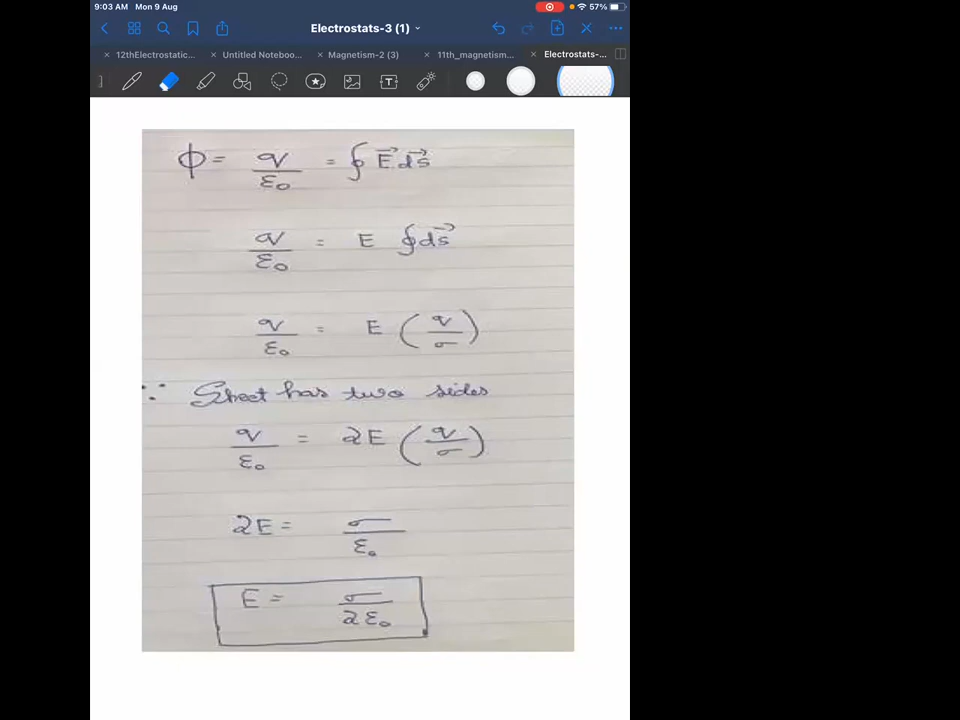 9:03 AM Mon 9 Aug 57%
Electrostats-3 (1)
12thElectrostatic... Untitled Noteboo... Magnetism-2 (3) 11th_magnetism... Electrostats-...
ϕ = q/ε₀ = ∮ E⃗ ds⃗
q/ε₀ = E ∮ ds⃗
q/ε₀ = E (q/σ)
∵ Sheet has two sides
q/ε₀ = 2E (q/σ)
2E = σ/ε₀
E = σ/2ε₀